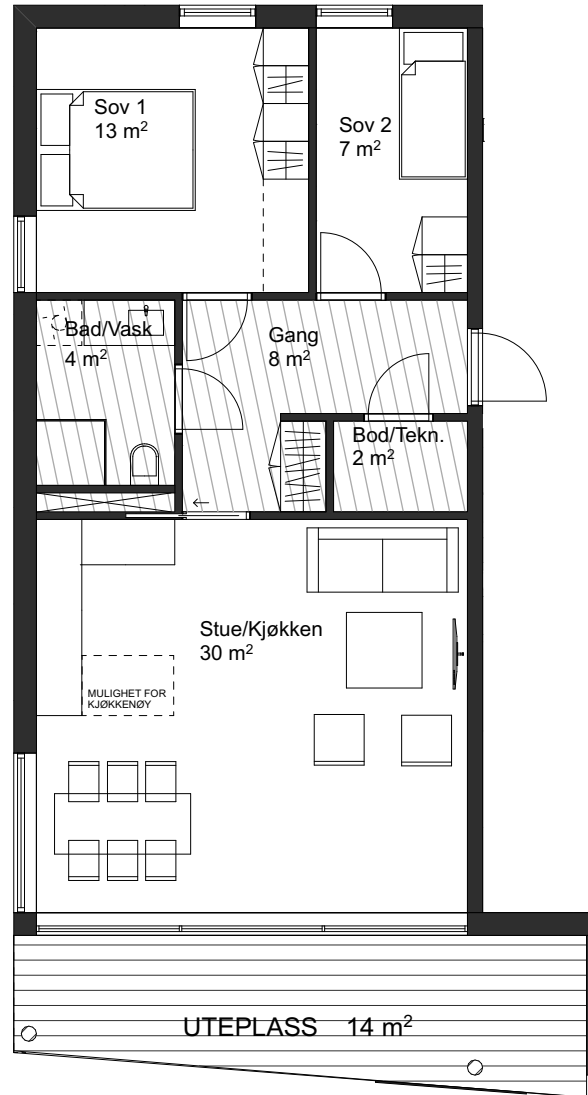 Sov 1
13 m²
Sov 2
7 m²
Bad/Vask
4 m²
Gang
8 m²
Bod/Tekn.
2 m²
Stue/Kjøkken
30 m²
MULIGHET FOR
KJØKKENØY
UTEPLASS 14 m²